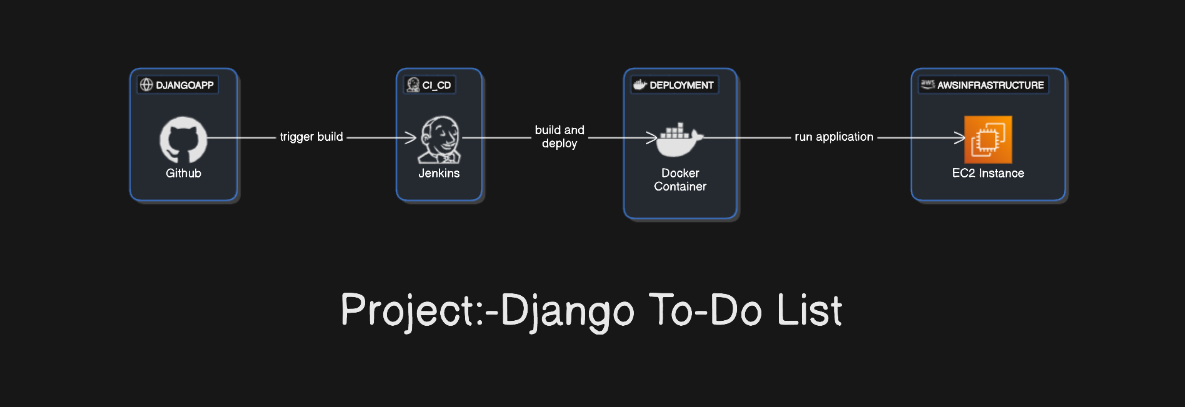 DJANGOAPP
Github
trigger build
CI_CD
Jenkins
build and
deploy
DEPLOYMENT
Docker
Container
run application
aws
AWSINFRASTRUCTURE
EC2 Instance
Project:-Django To-Do List